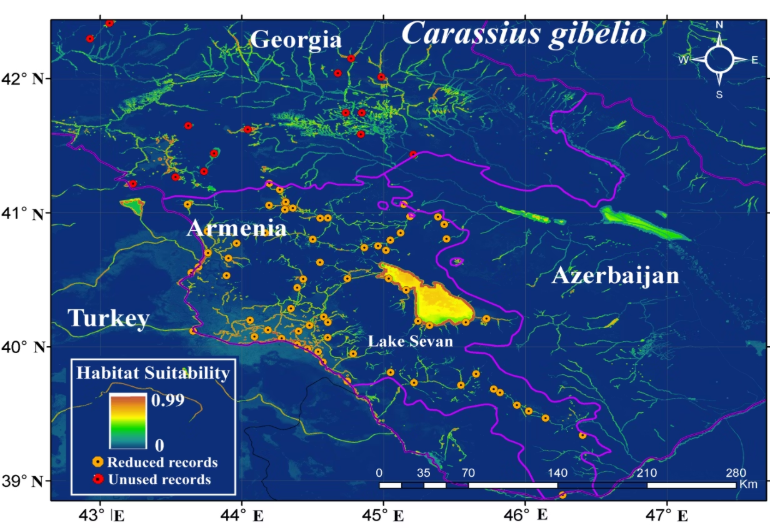 Carassius gibelio
Georgia
N
W E
S
42° N
41° N
Armenia
Azerbaijan
Turkey
40° N
Lake Sevan
Habitat Suitability
0.99
0
Reduced records
Unused records
39° N
0 35 70 140 210 280
Km
43° E 44° E 45° E 46° E 47° E